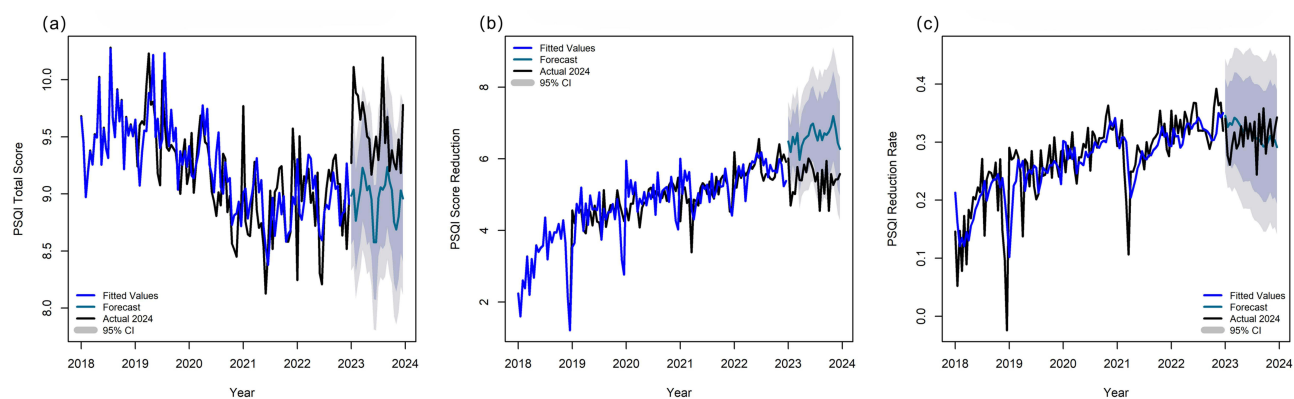 (a)
PSQI Total Score
10.0
9.5
9.0
8.5
8.0
Fitted Values
Forecast
Actual 2024
95% CI
2018 2019 2020 2021 2022 2023 2024
Year
(b)
PSQI Score Reduction
8
6
4
2
Fitted Values
Forecast
Actual 2024
95% CI
2018 2019 2020 2021 2022 2023 2024
Year
(c)
PSQI Reduction Rate
0.4
0.3
0.2
0.1
0.0
Fitted Values
Forecast
Actual 2024
95% CI
2018 2019 2020 2021 2022 2023 2024
Year